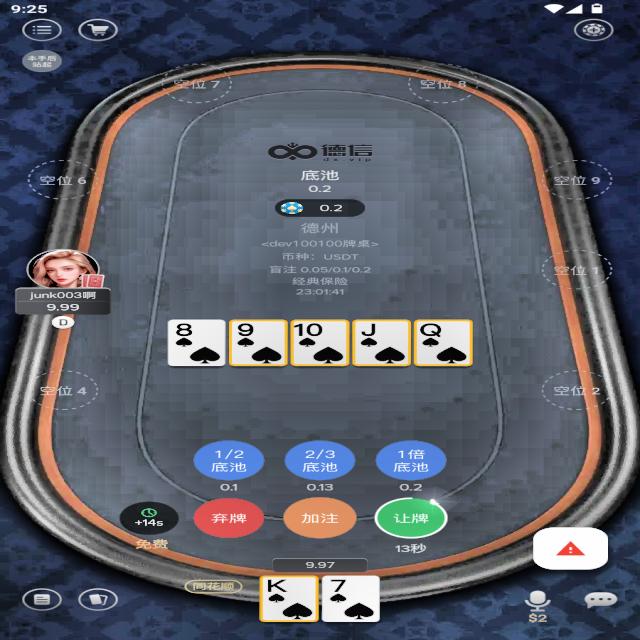 9:25
本手后
站起
空位 7
空位 8
德信
dx.vip
底池
0.2
空位 6
空位 9
0.2
德州
<dev100100牌桌>
币种：USDT
盲注 0.05/0.1/0.2
经典保险
23:01:41
空位 1
junk003啊
9.99
D
8
9
10
J
Q
空位 4
空位 2
1/2
底池
2/3
底池
1倍
底池
0.1
0.13
0.2
+14s
弃牌
加注
让牌
免费
13秒
9.97
同花顺
K
7
$2